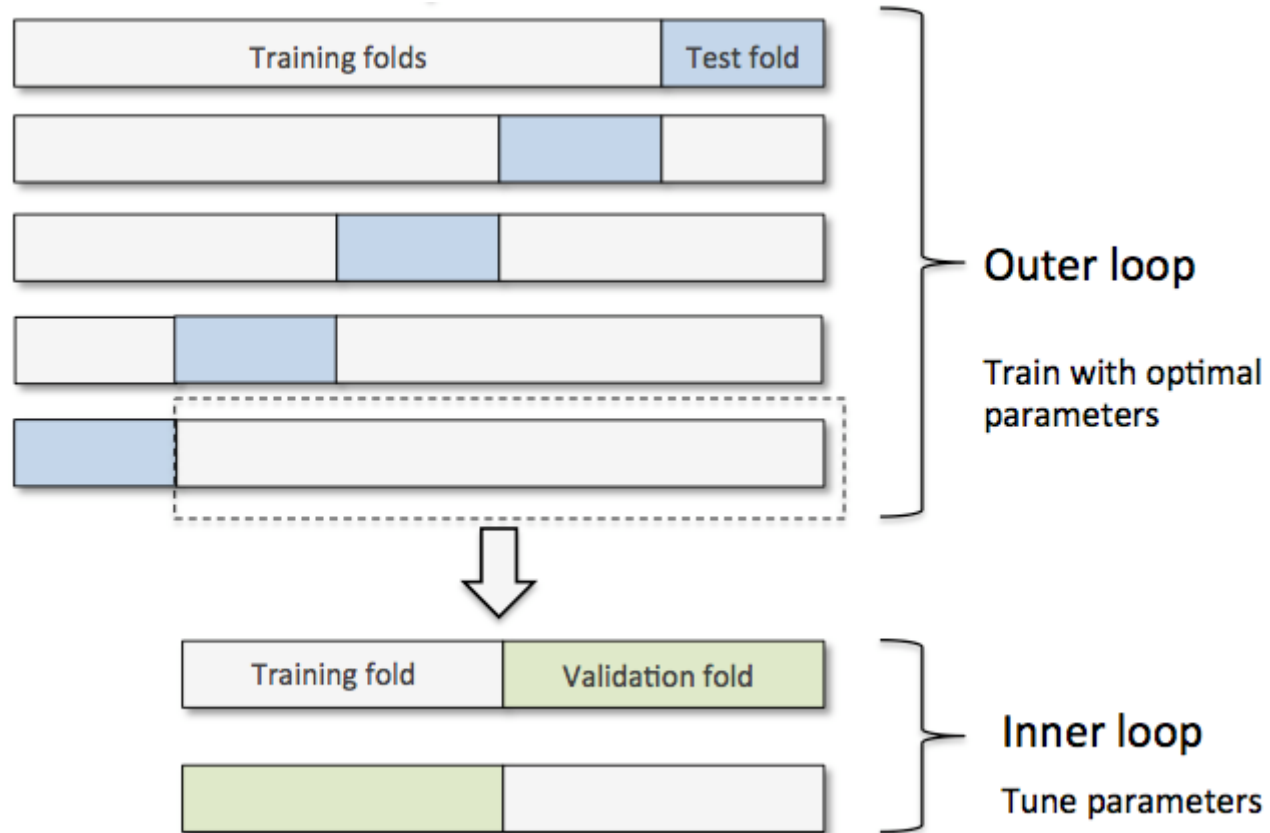 Training folds
Test fold
Outer loop
Train with optimal
parameters
Training fold
Validation fold
Inner loop
Tune parameters